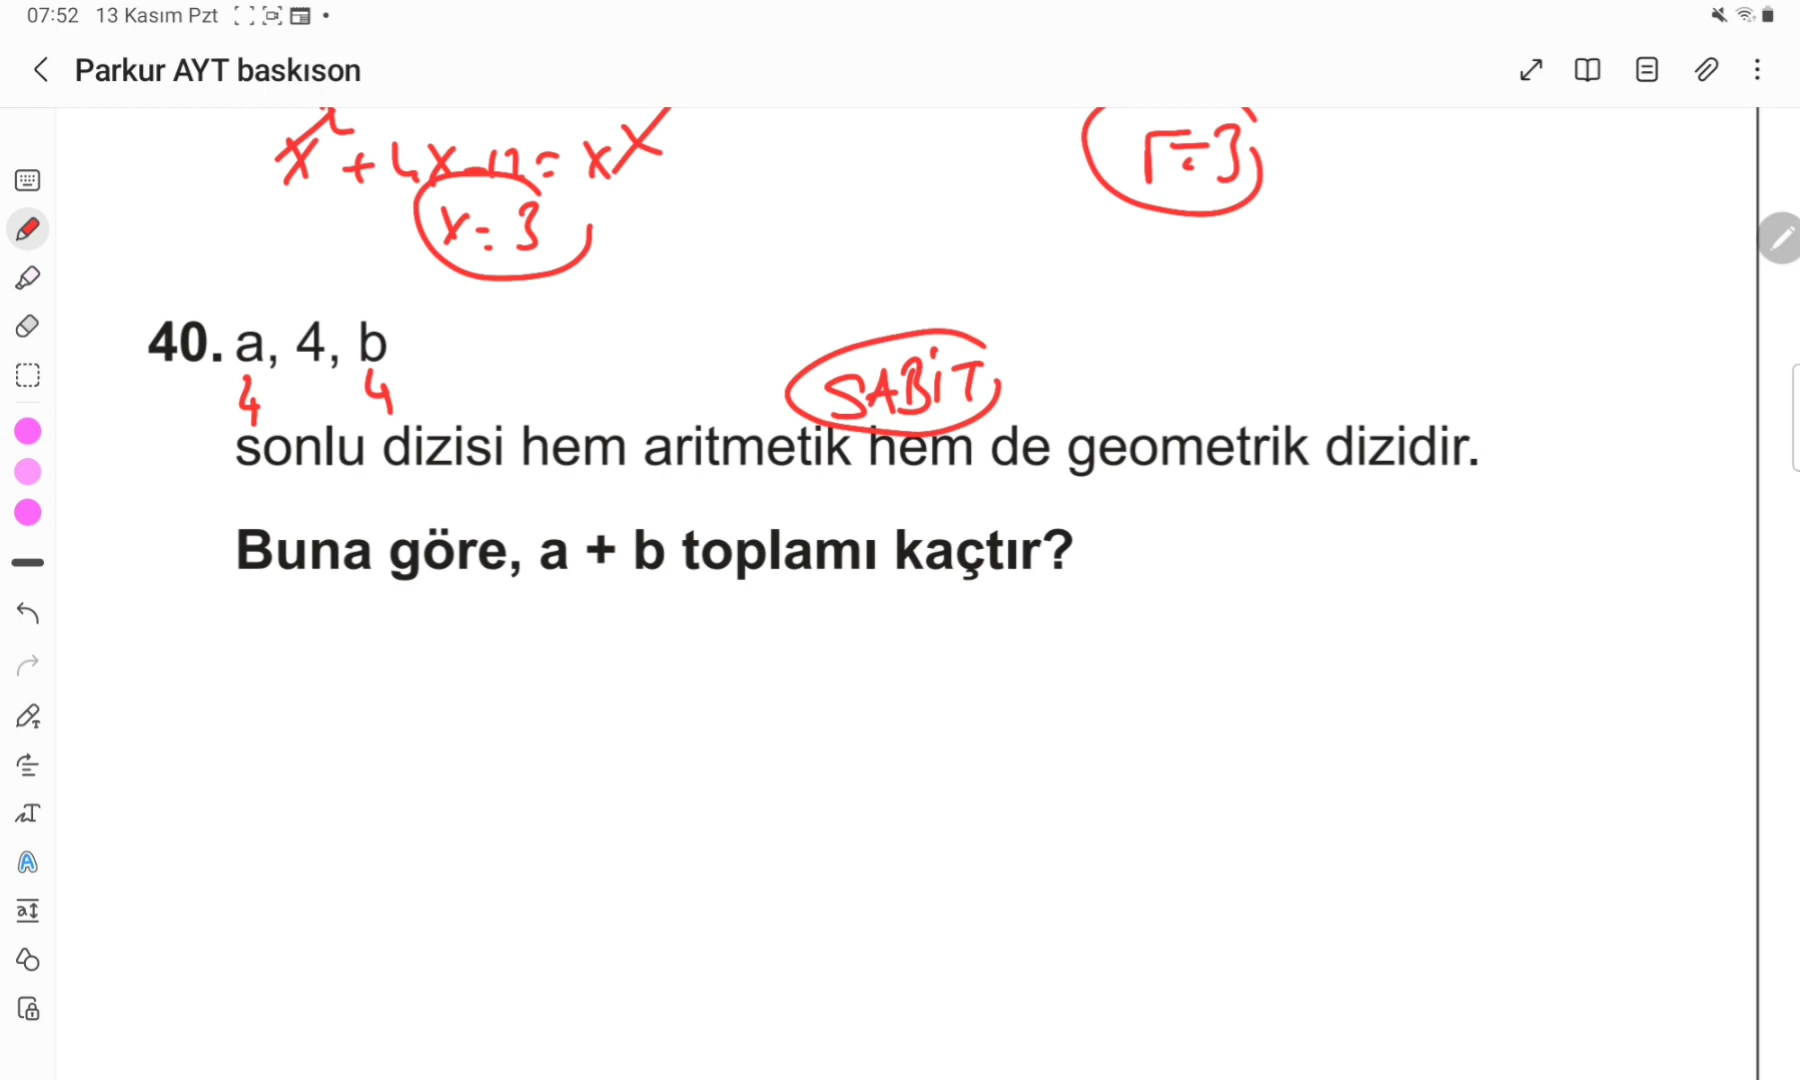 07:52 13 Kasım Pzt
Parkur AYT baskıson
x² + 4x - 12 = x x
r = 3
x = 3
40. a, 4, b
4 4
SABİT
sonlu dizisi hem aritmetik hem de geometrik dizidir.
Buna göre, a + b toplamı kaçtır?